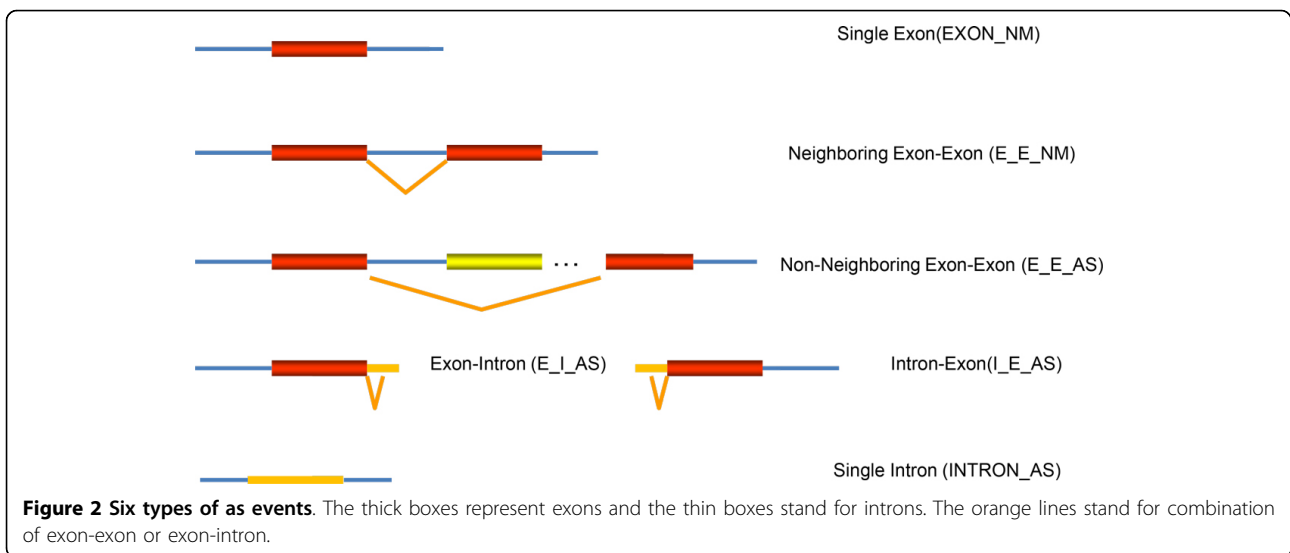 Single Exon(EXON_NM)
Neighboring Exon-Exon (E_E_NM)
...
Non-Neighboring Exon-Exon (E_E_AS)
Exon-Intron (E_I_AS)
Intron-Exon(I_E_AS)
Single Intron (INTRON_AS)
Figure 2 Six types of as events. The thick boxes represent exons and the thin boxes stand for introns. The orange lines stand for combination
of exon-exon or exon-intron.